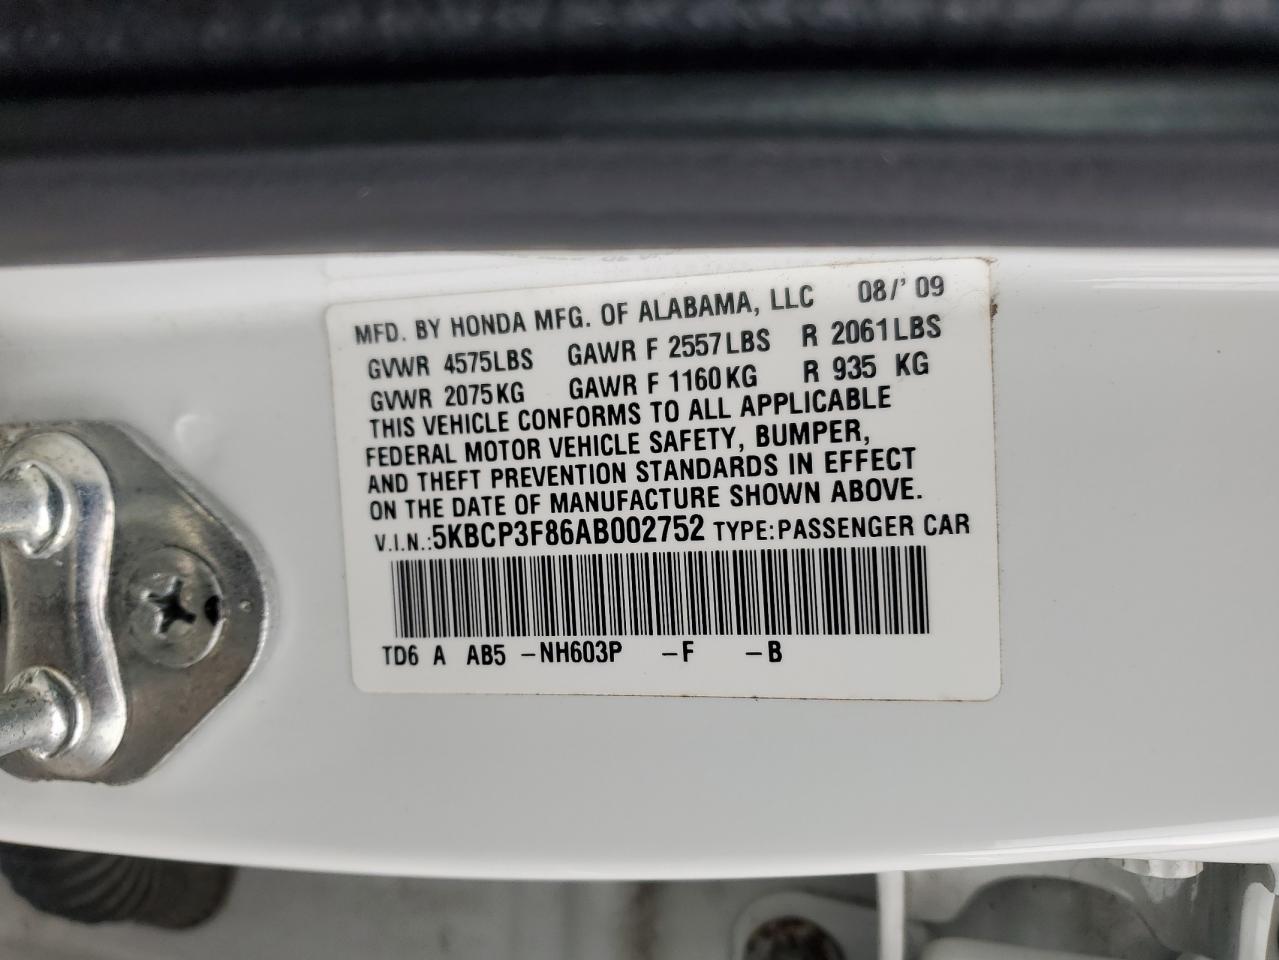 MFD. BY HONDA MFG. OF ALABAMA, LLC 08/'09
GVWR 4575LBS GAWR F 2557LBS R 2061LBS
GVWR 2075KG GAWR F 1160KG R 935 KG
THIS VEHICLE CONFORMS TO ALL APPLICABLE
FEDERAL MOTOR VEHICLE SAFETY, BUMPER,
AND THEFT PREVENTION STANDARDS IN EFFECT
ON THE DATE OF MANUFACTURE SHOWN ABOVE.
V.I.N.:5KBCP3F86AB002752 TYPE:PASSENGER CAR
TD6 A AB5 -NH603P -F -B